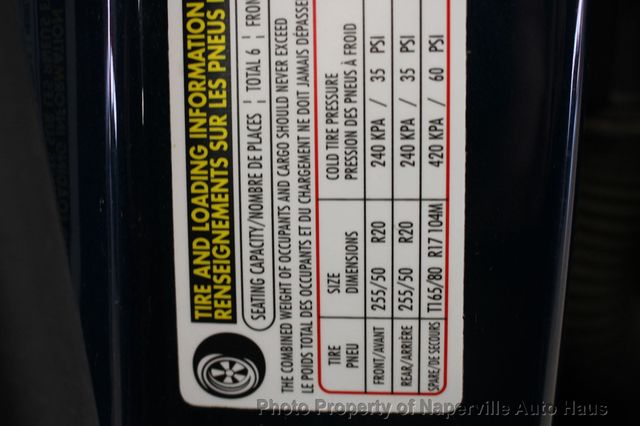 TIRE AND LOADING INFORMATION
RENSEIGNEMENTS SUR LES PNEUS
SEATING CAPACITY/NOMBRE DE PLACES TOTAL 6 FRON
THE COMBINED WEIGHT OF OCCUPANTS AND CARGO SHOULD NEVER EXCEED
LE POIDS TOTAL DES OCCUPANTS ET DU CHARGEMENT NE DOIT JAMAIS DÉPASSE
TIRE SIZE COLD TIRE PRESSURE
PNEU DIMENSIONS PRESSION DES PNEUS À FROID
FRONT/AVANT 255/50 R20 240 KPA / 35 PSI
REAR/ARRIÈRE 255/50 R20 240 KPA / 35 PSI
SPARE/DE SECOURS T165/80 R17 104M 420 KPA / 60 PSI
Photo Property of Naperville Auto Haus